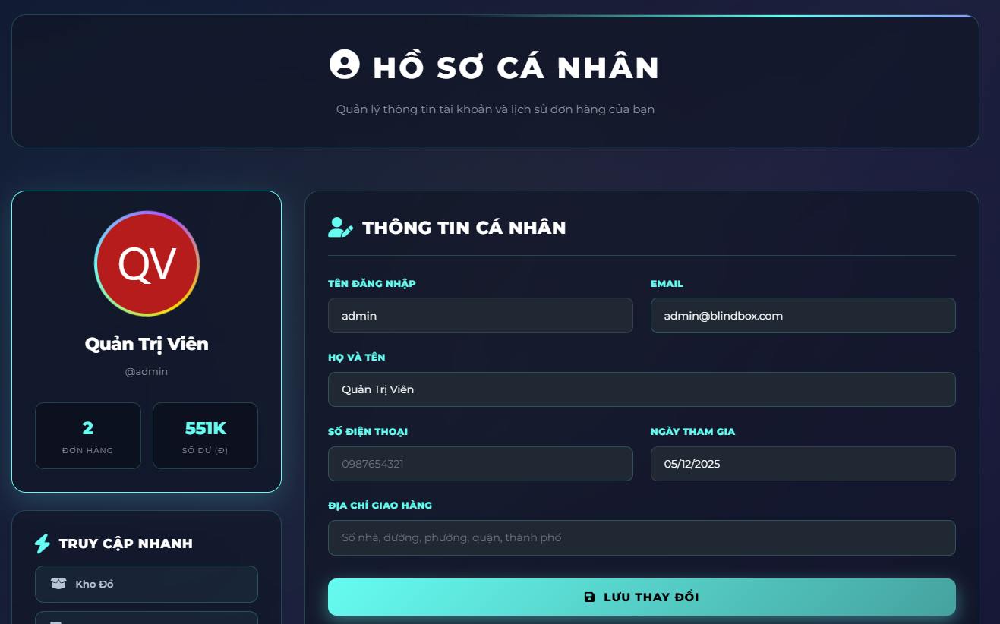 HỒ SƠ CÁ NHÂN
Quản lý thông tin tài khoản và lịch sử đơn hàng của bạn
QV
Quản Trị Viên
@admin
2
ĐƠN HÀNG
551K
SỐ DƯ (Đ)
TRUY CẬP NHANH
Kho Đồ
THÔNG TIN CÁ NHÂN
TÊN ĐĂNG NHẬP
admin
EMAIL
admin@blindbox.com
HỌ VÀ TÊN
Quản Trị Viên
SỐ ĐIỆN THOẠI
0987654321
NGÀY THAM GIA
05/12/2025
ĐỊA CHỈ GIAO HÀNG
Số nhà, đường, phường, quận, thành phố
LƯU THAY ĐỔI